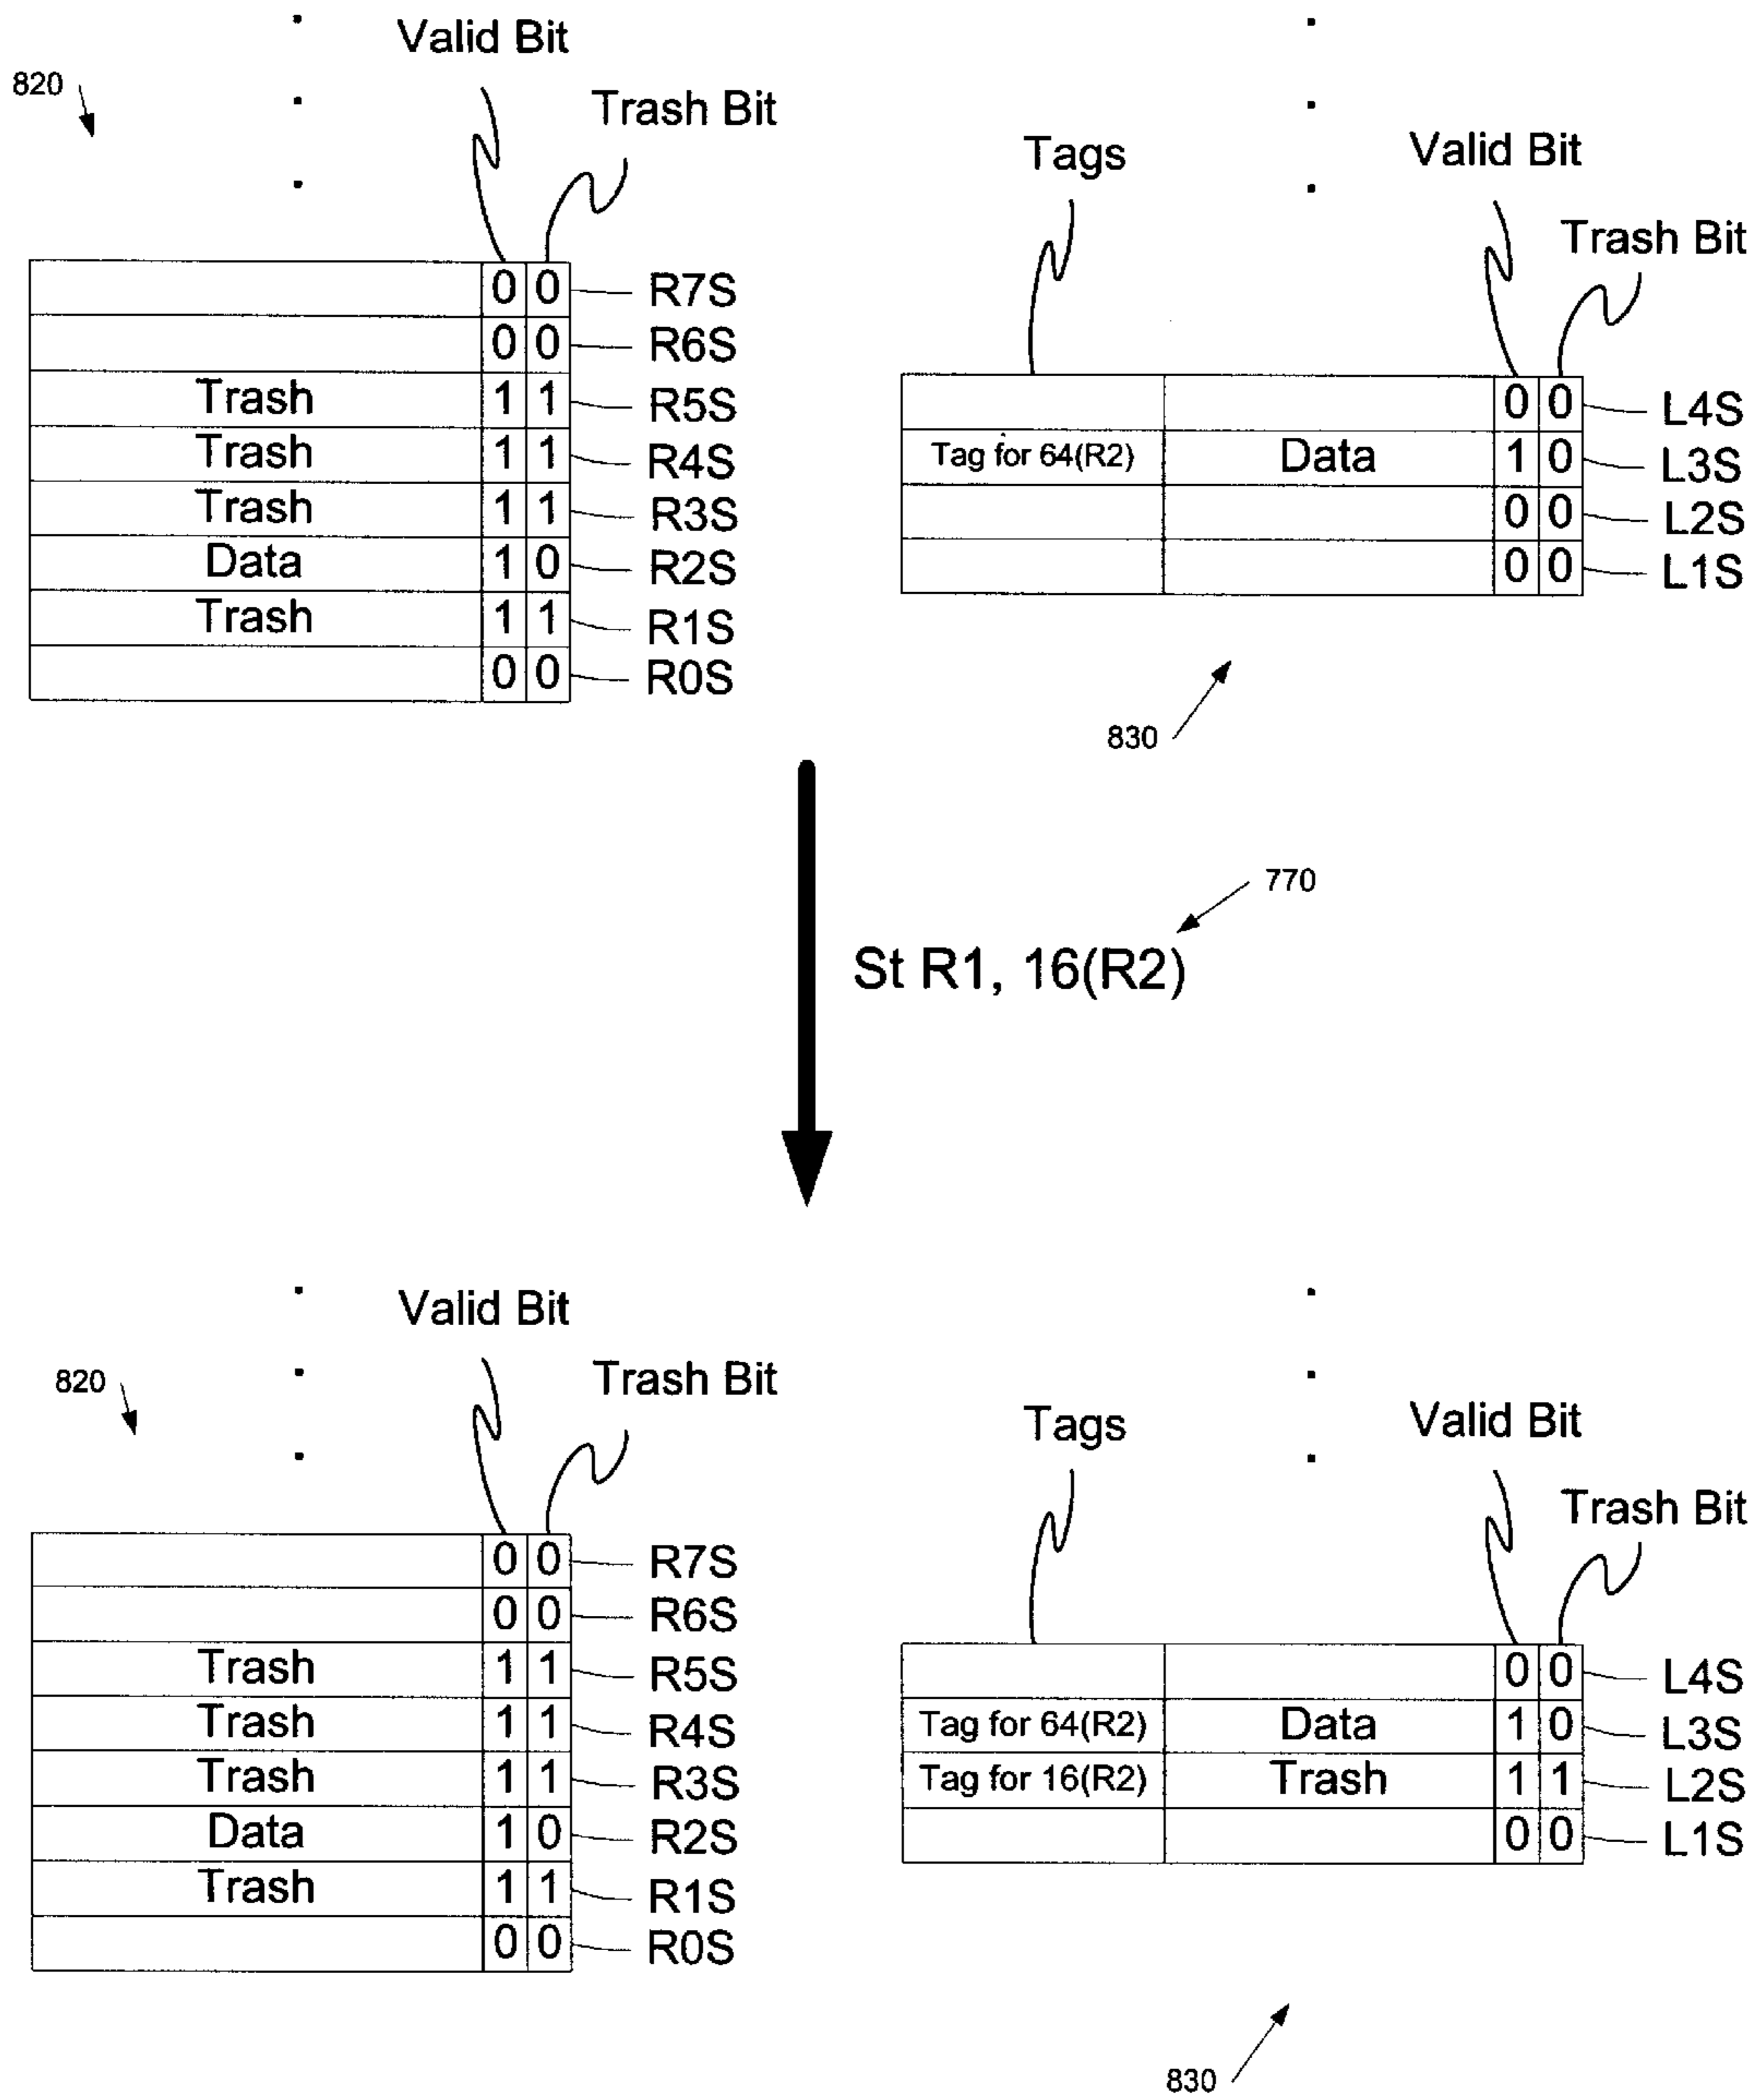 Valid Bit
820
Trash Bit
0 0 R7S
0 0 R6S
Trash 1 1 R5S
Trash 1 1 R4S
Trash 1 1 R3S
Data 1 0 R2S
Trash 1 1 R1S
0 0 R0S
Tags
Valid Bit
Trash Bit
0 0 L4S
Tag for 64(R2) Data 1 0 L3S
0 0 L2S
0 0 L1S
830
770
St R1, 16(R2)
Valid Bit
820
Trash Bit
0 0 R7S
0 0 R6S
Trash 1 1 R5S
Trash 1 1 R4S
Trash 1 1 R3S
Data 1 0 R2S
Trash 1 1 R1S
0 0 R0S
Tags
Valid Bit
Trash Bit
0 0 L4S
Tag for 64(R2) Data 1 0 L3S
Tag for 16(R2) Trash 1 1 L2S
0 0 L1S
830